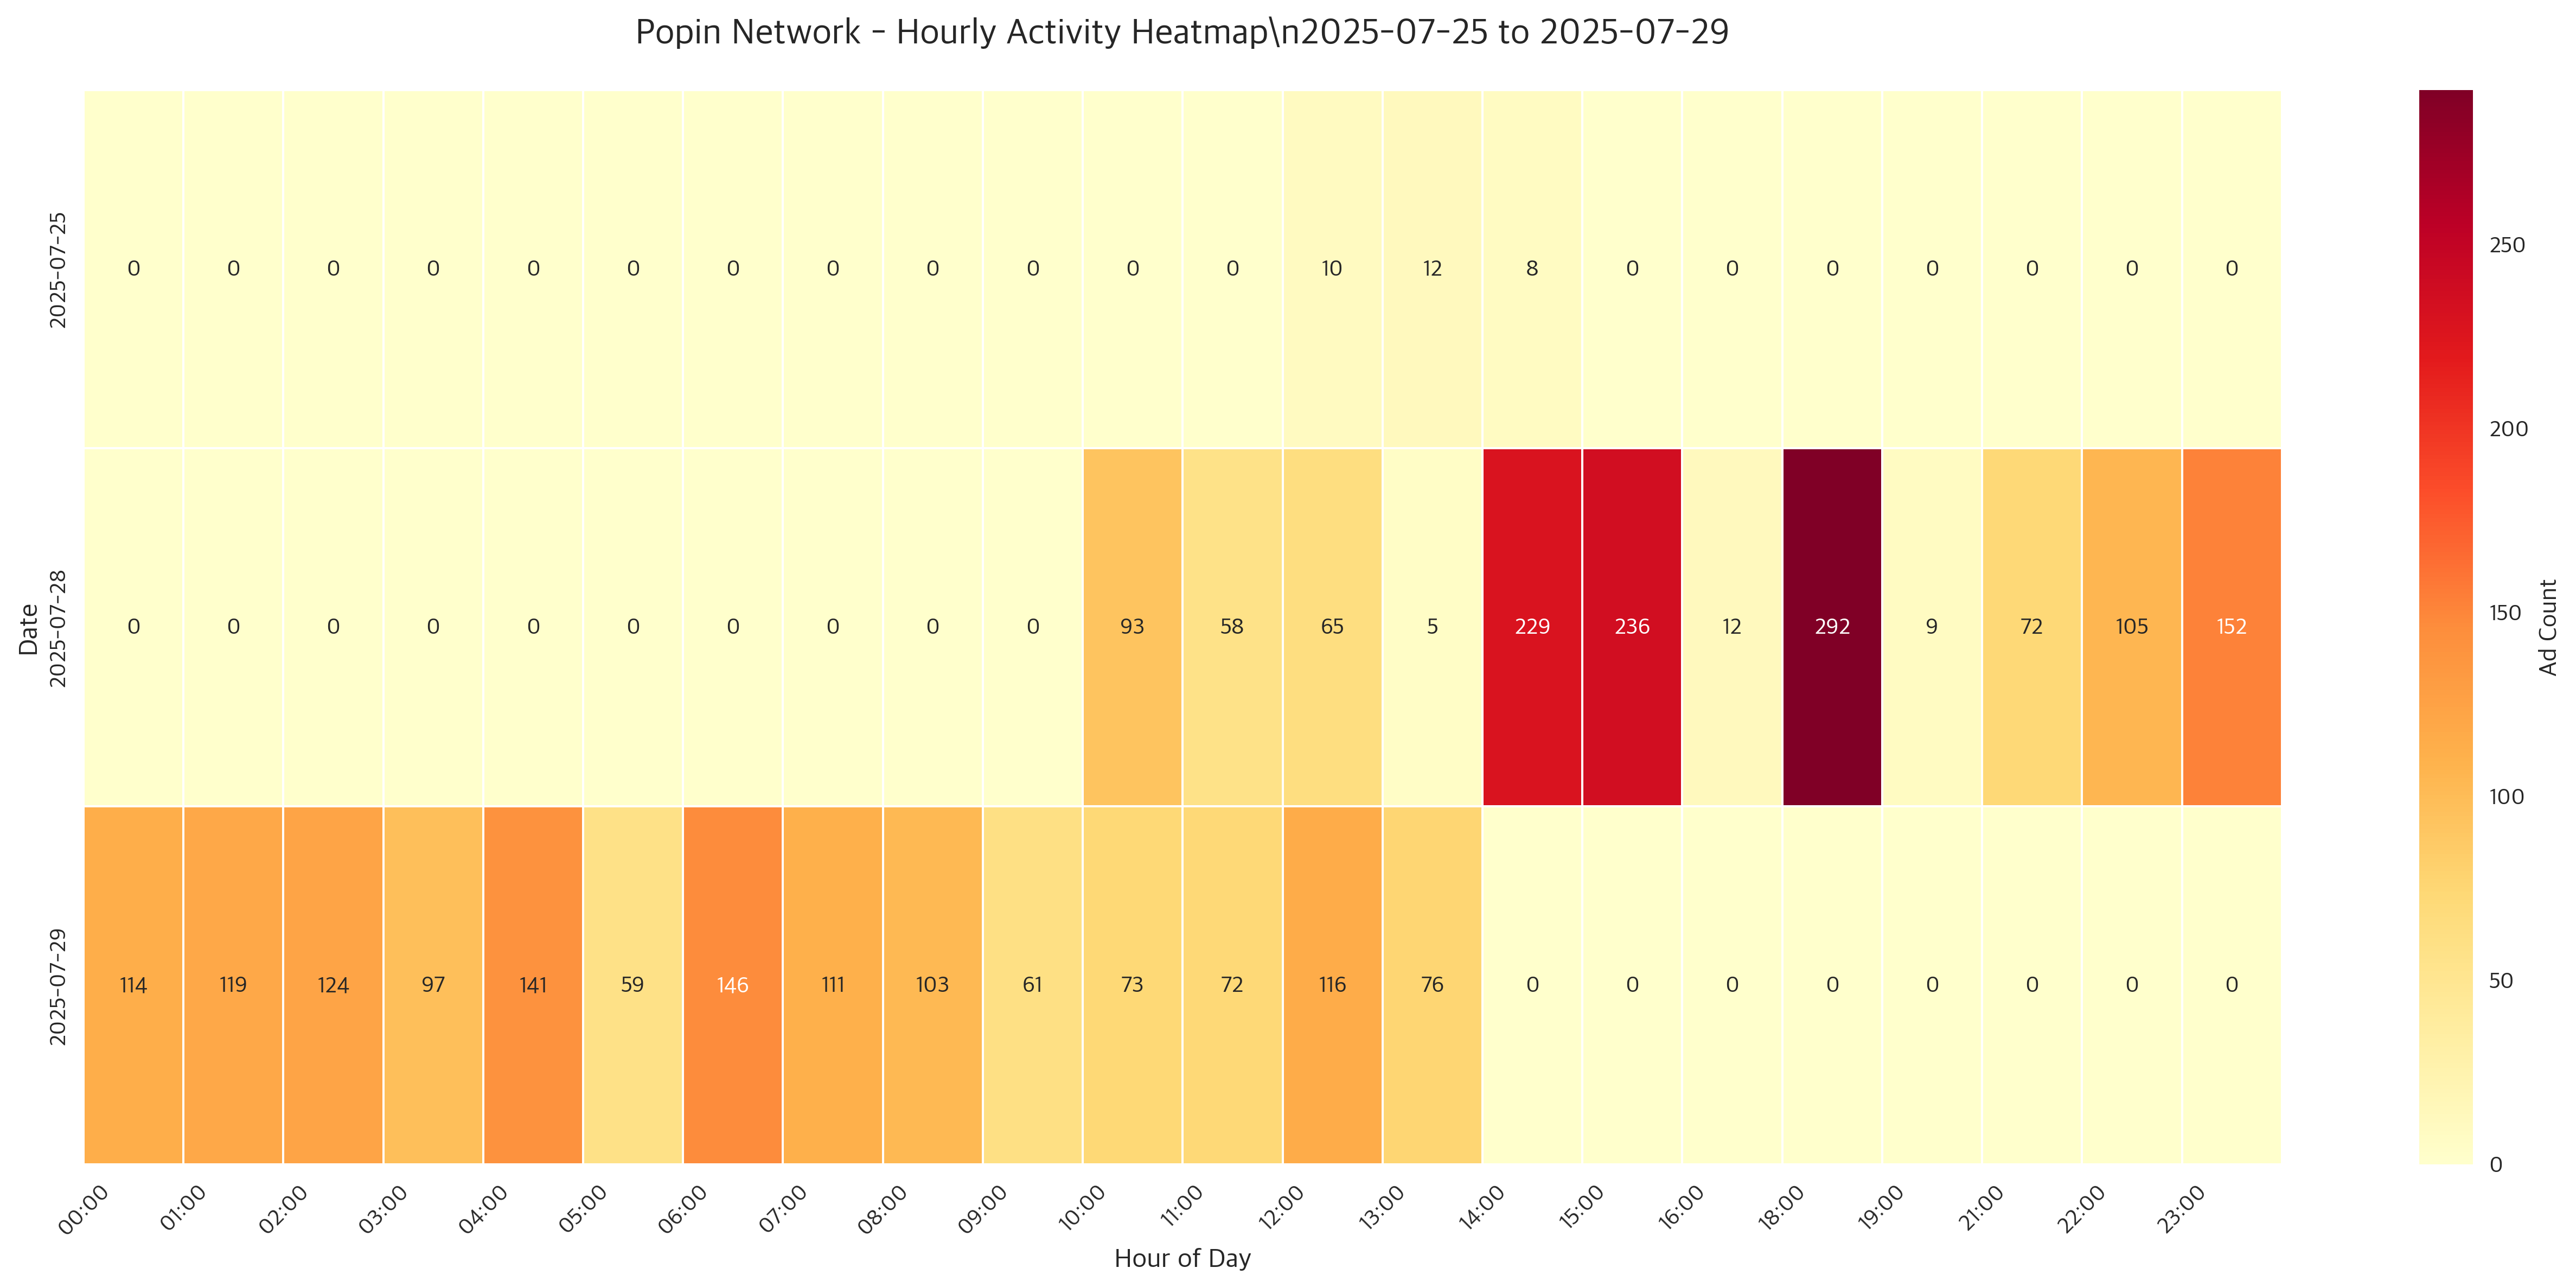 Popin Network - Hourly Activity Heatmap\n2025-07-25 to 2025-07-29
2025-07-25
0 0 0 0 0 0 0 0 0 0 0 0 10 12 8 0 0 0 0 0 0 0
2025-07-28
0 0 0 0 0 0 0 0 0 0 93 58 65 5 229 236 12 292 9 72 105 152
2025-07-29
114 119 124 97 141 59 146 111 103 61 73 72 116 76 0 0 0 0 0 0 0 0
Date
00:00 01:00 02:00 03:00 04:00 05:00 06:00 07:00 08:00 09:00 10:00 11:00 12:00 13:00 14:00 15:00 16:00 18:00 19:00 21:00 22:00 23:00
Hour of Day
250
200
150
100
50
0
Ad Count